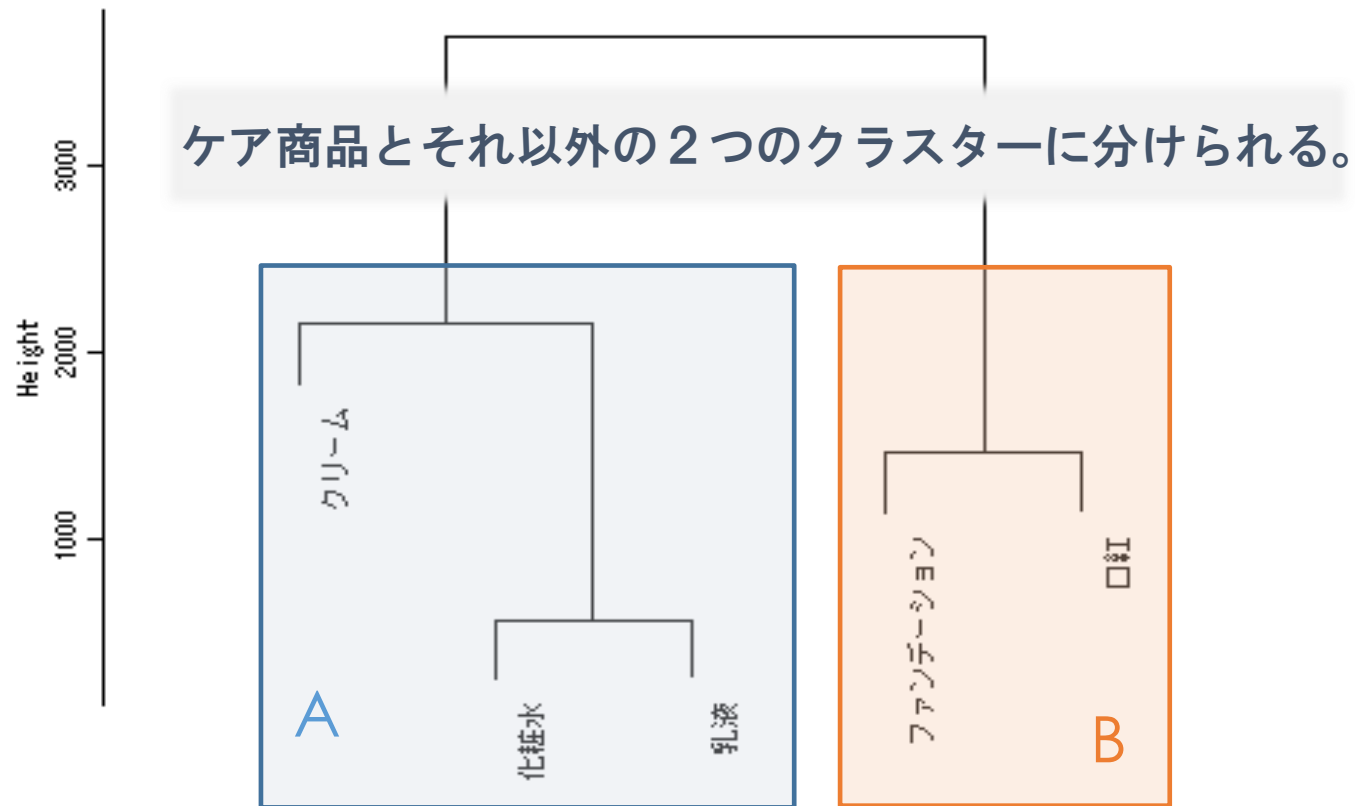 ケア商品とそれ以外の２つのクラスターに分けられる。
Height
3000
2000
1000
クリーム
化粧水
乳液
ファンデーション
口紅
A
B